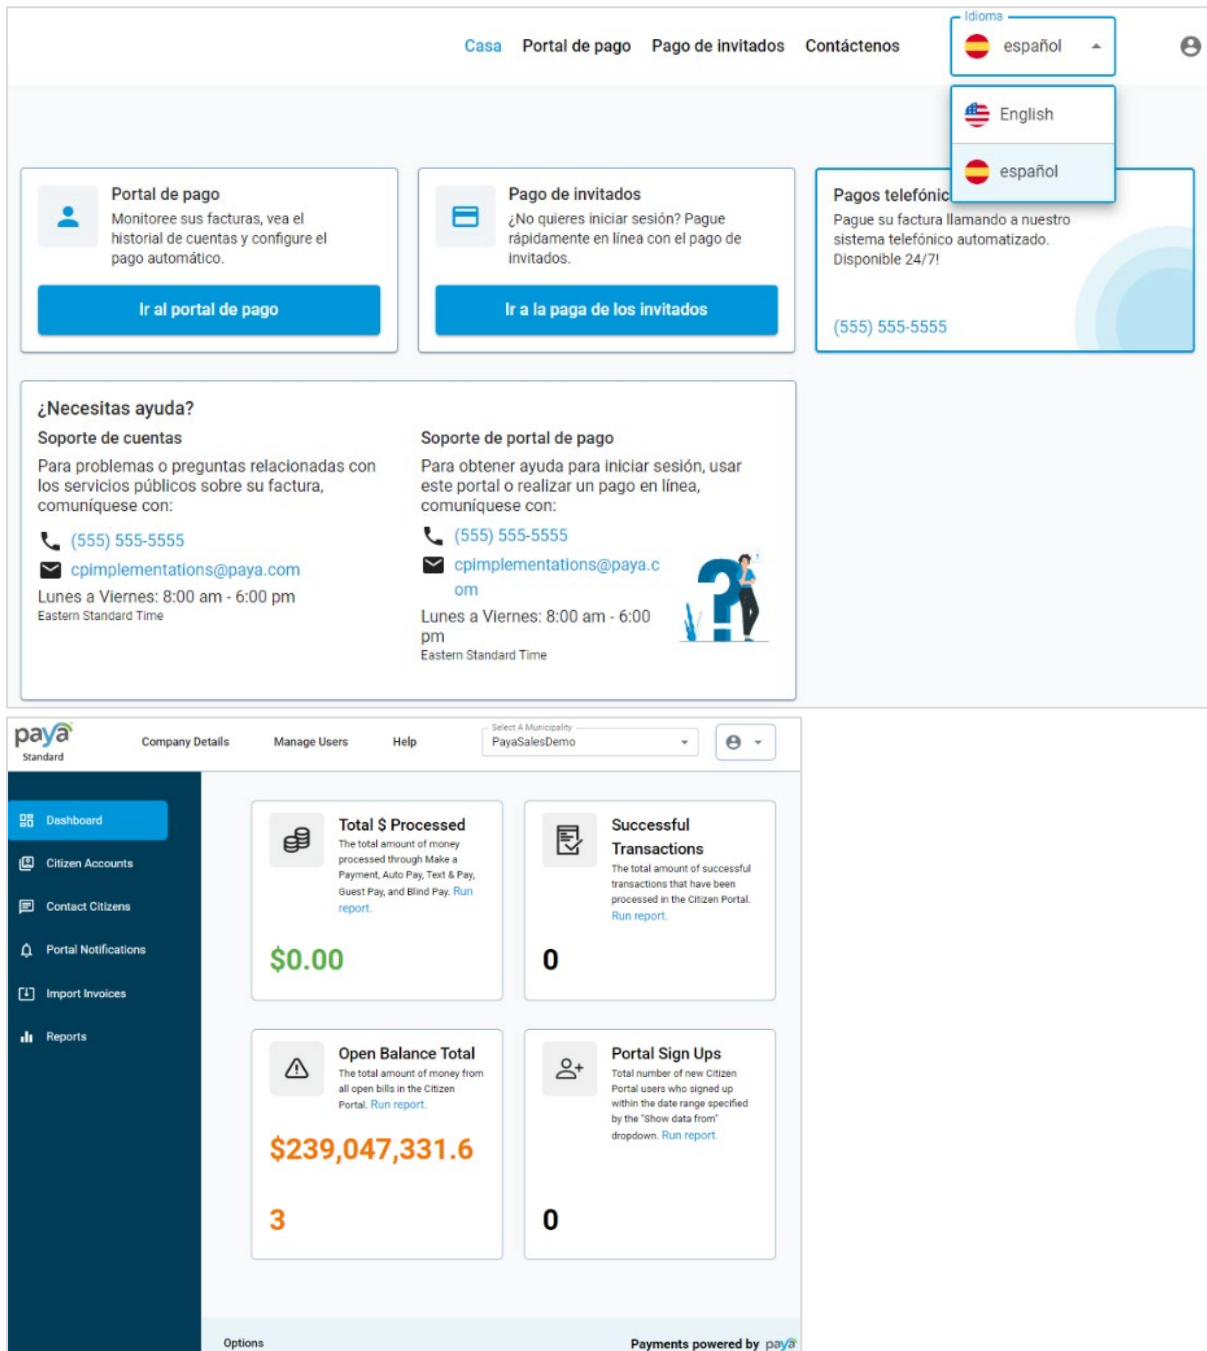 Idioma
Casa Portal de pago Pago de invitados Contáctenos español
English
español
Portal de pago
Monitoree sus facturas, vea el
historial de cuentas y configure el
pago automático.
Ir al portal de pago
Pago de invitados
¿No quieres iniciar sesión? Pague
rápidamente en línea con el pago de
invitados.
Ir a la paga de los invitados
Pagos telefónic
Pague su factura llamando a nuestro
sistema telefónico automatizado.
Disponible 24/7!
(555) 555-5555
¿Necesitas ayuda?
Soporte de cuentas
Para problemas o preguntas relacionadas con
los servicios públicos sobre su factura,
comuníquese con:
(555) 555-5555
cpimplementations@paya.com
Lunes a Viernes: 8:00 am - 6:00 pm
Eastern Standard Time
Soporte de portal de pago
Para obtener ayuda para iniciar sesión, usar
este portal o realizar un pago en línea,
comuníquese con:
(555) 555-5555
cpimplementations@paya.c
om
Lunes a Viernes: 8:00 am - 6:00
pm
Eastern Standard Time
paya
Standard
Company Details Manage Users Help
Select A Municipality
PayaSalesDemo
Dashboard
Citizen Accounts
Contact Citizens
Portal Notifications
Import Invoices
Reports
Total $ Processed
The total amount of money
processed through Make a
Payment, Auto Pay, Text & Pay,
Guest Pay, and Blind Pay. Run
report.
$0.00
Successful
Transactions
The total amount of successful
transactions that have been
processed in the Citizen Portal.
Run report.
0
Open Balance Total
The total amount of money from
all open bills in the Citizen
Portal. Run report.
$239,047,331.6
3
Portal Sign Ups
Total number of new Citizen
Portal users who signed up
within the date range specified
by the "Show data from"
dropdown. Run report.
0
Options
Payments powered by paya